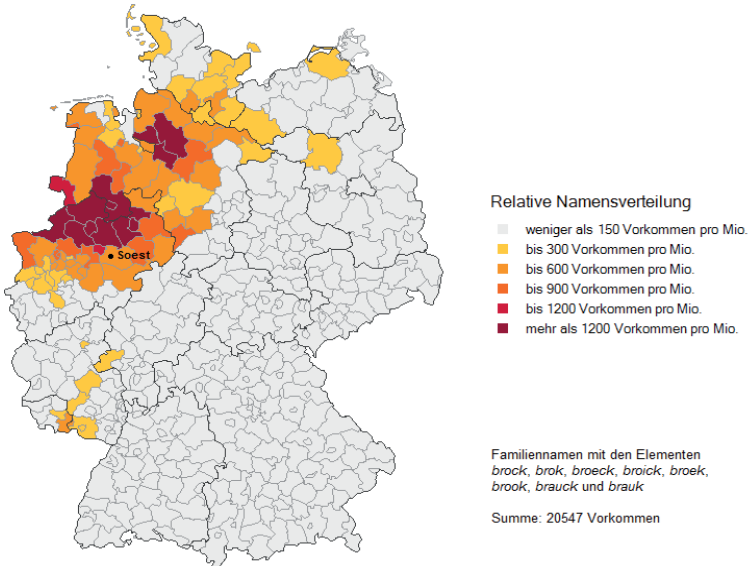 Soest
Relative Namensverteilung
weniger als 150 Vorkommen pro Mio.
bis 300 Vorkommen pro Mio.
bis 600 Vorkommen pro Mio.
bis 900 Vorkommen pro Mio.
bis 1200 Vorkommen pro Mio.
mehr als 1200 Vorkommen pro Mio.
Familiennamen mit den Elementen
brock, brok, broeck, broick, broek,
brook, brauck und brauk
Summe: 20547 Vorkommen